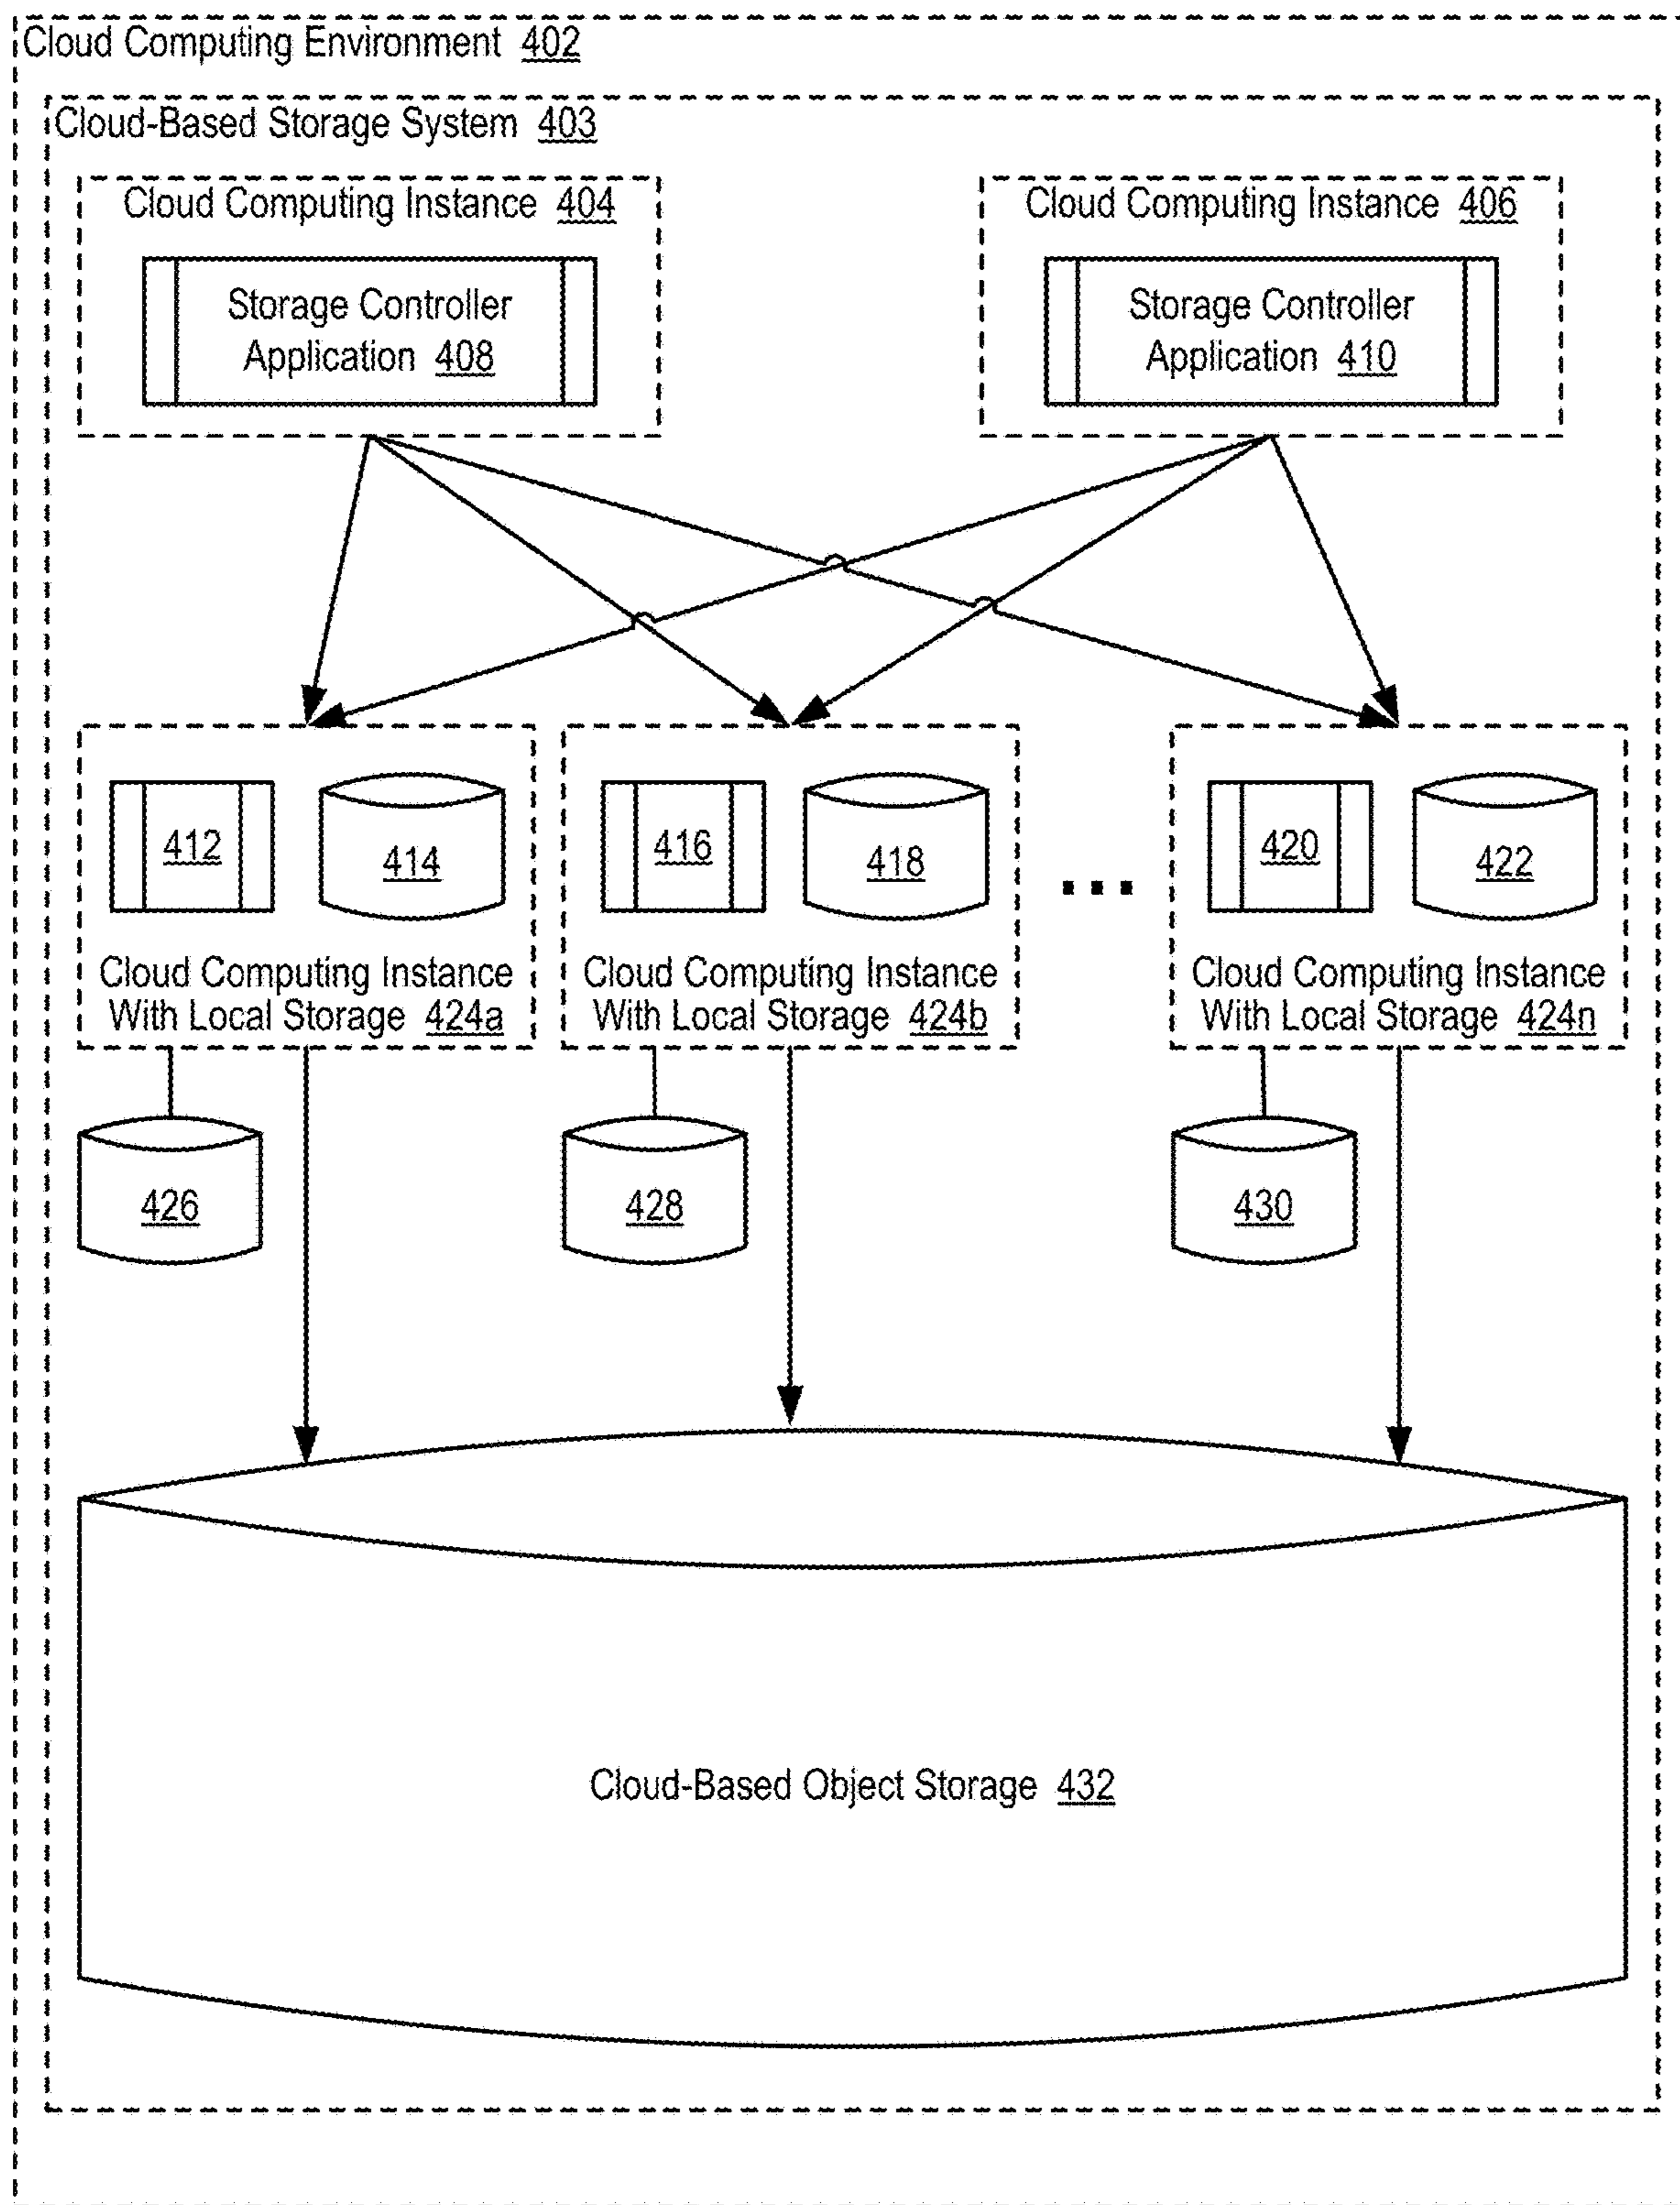 Cloud Computing Environment 402
Cloud-Based Storage System 403
Cloud Computing Instance 404
Storage Controller
Application 408
Cloud Computing Instance 406
Storage Controller
Application 410
412
414
Cloud Computing Instance
With Local Storage 424a
416
418
Cloud Computing Instance
With Local Storage 424b
...
420
422
Cloud Computing Instance
With Local Storage 424n
426
428
430
Cloud-Based Object Storage 432